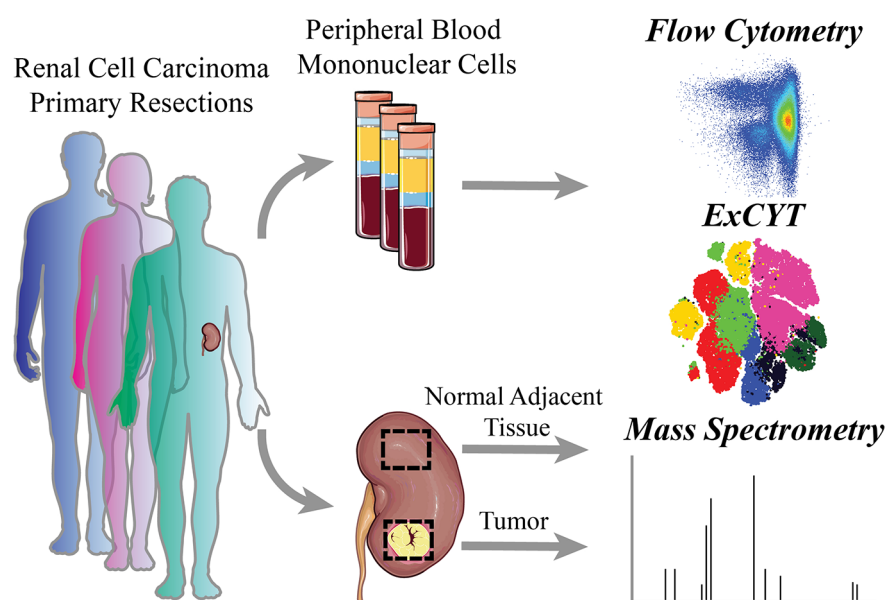 Renal Cell Carcinoma
Primary Resections
Peripheral Blood
Mononuclear Cells
Flow Cytometry
ExCYT
Normal Adjacent
Tissue
Tumor
Mass Spectrometry